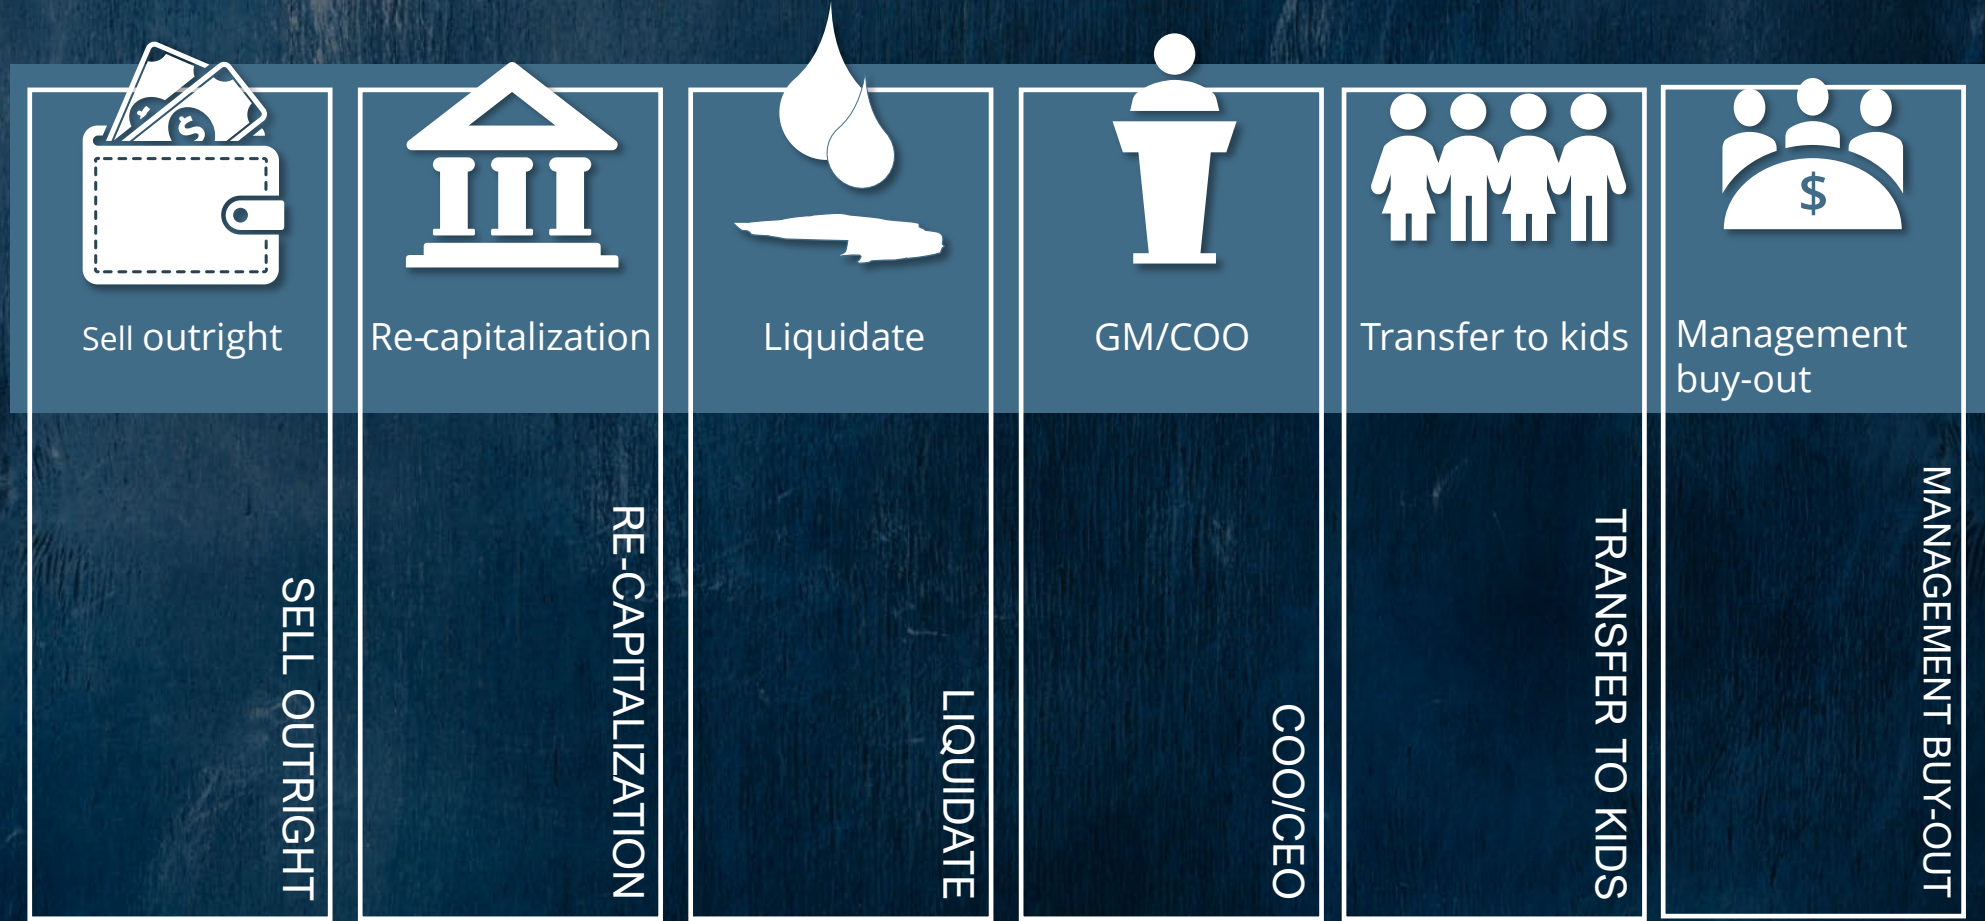 $
$
Sell outright
Re-capitalization
Liquidate
GM/COO
Transfer to kids
Management
buy-out
SELL OUTRIGHT
RE-CAPITALIZATION
LIQUIDATE
COO/CEO
TRANSFER TO KIDS
MANAGEMENT BUY-OUT